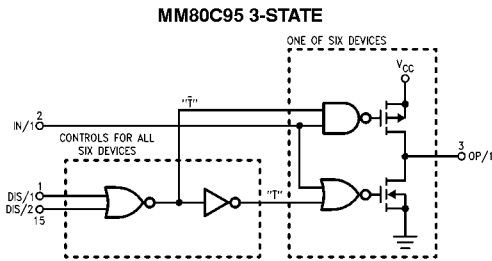 MM80C95 3-STATE
ONE OF SIX DEVICES
VCC
"T̅"
2
IN/1
CONTROLS FOR ALL
SIX DEVICES
3
OP/1
1
DIS/1
DIS/2
15
"T"